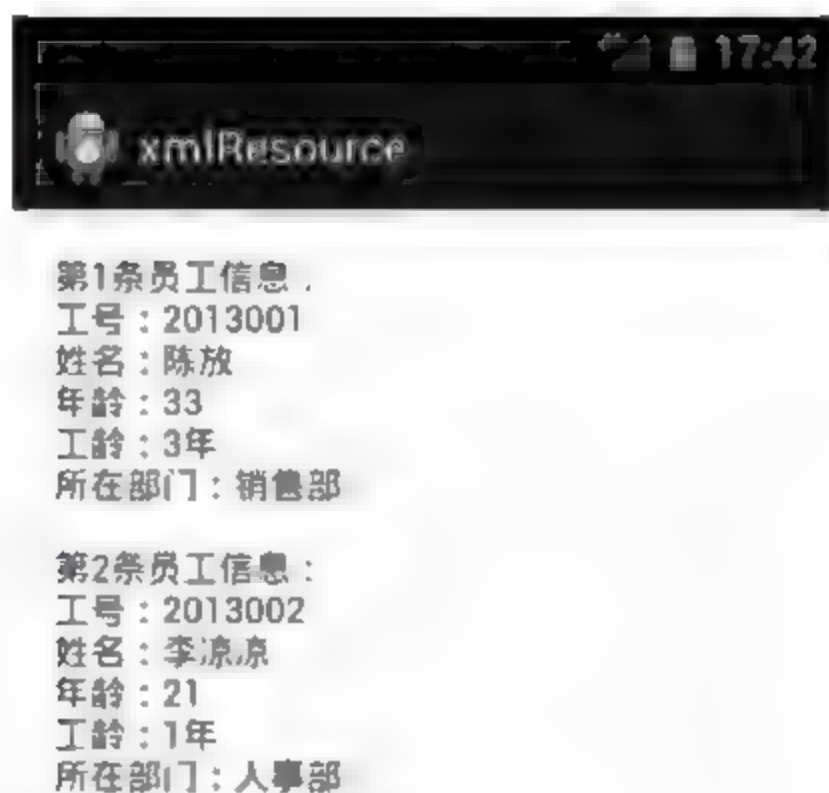 17:42
xmlResource
第1条员工信息：
工号：2013001
姓名：陈放
年龄：33
工龄：3年
所在部门：销售部
第2条员工信息：
工号：2013002
姓名：李凉凉
年龄：21
工龄：1年
所在部门：人事部